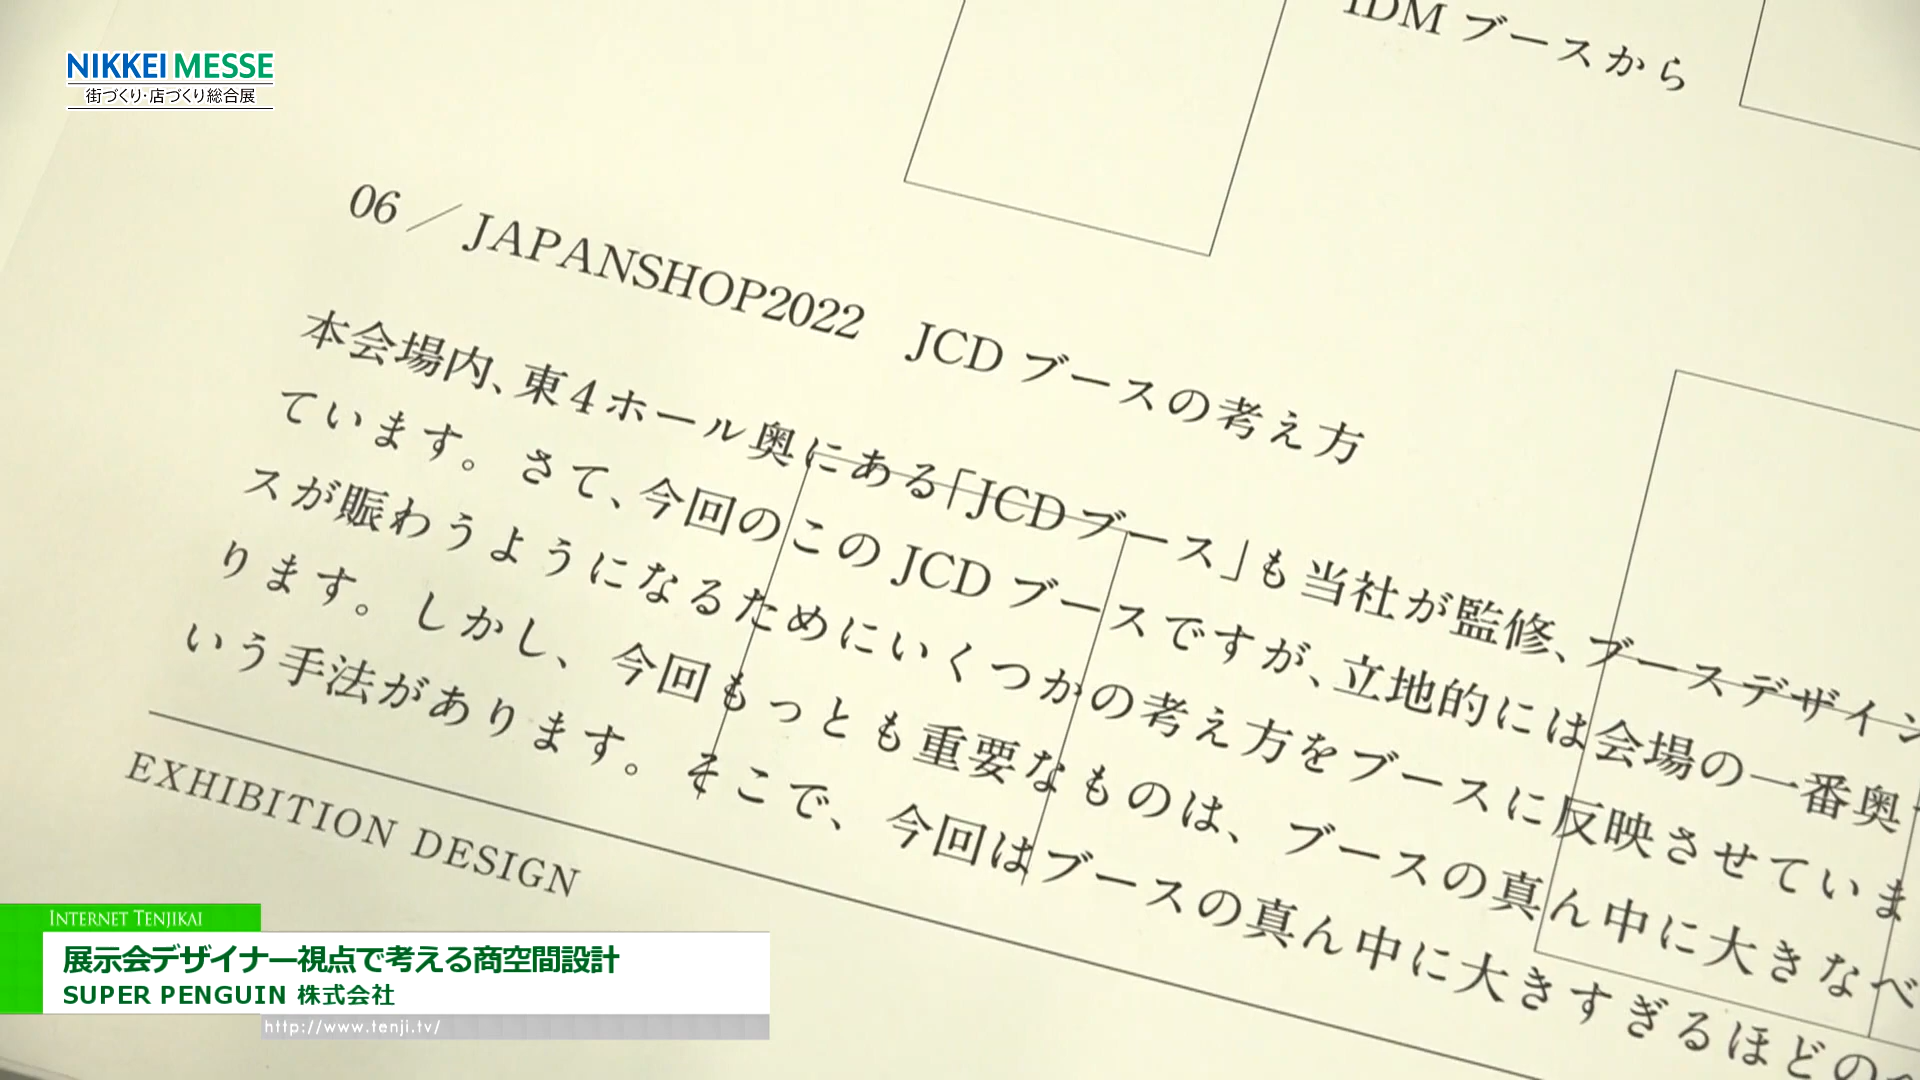 NIKKEI MESSE
街づくり・店づくり総合展
IDM ブースから
06 ／ JAPANSHOP2022　JCD ブースの考え方
本会場内、東4ホール奥にある「JCDブース」も当社が監修、ブースデザイン
ています。さて、今回のこの JCD ブースですが、立地的には会場の一番奥
スが賑わうようになるためにいくつかの考え方をブースに反映させていま
ります。しかし、今回もっとも重要なものは、ブースの真ん中に大きなベ
いう手法があります。そこで、今回はブースの真ん中に大きすぎるほどの
EXHIBITION DESIGN
INTERNET TENJIKAI
展示会デザイナー視点で考える商空間設計
SUPER PENGUIN 株式会社
http://www.tenji.tv/